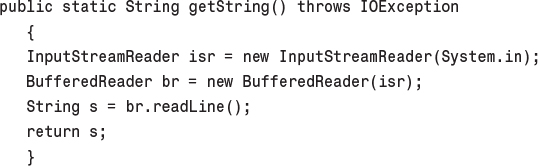 public static String getString() throws IOException
{
InputStreamReader isr = new InputStreamReader(System.in);
BufferedReader br = new BufferedReader(isr);
String s = br.readLine();
return s;
}